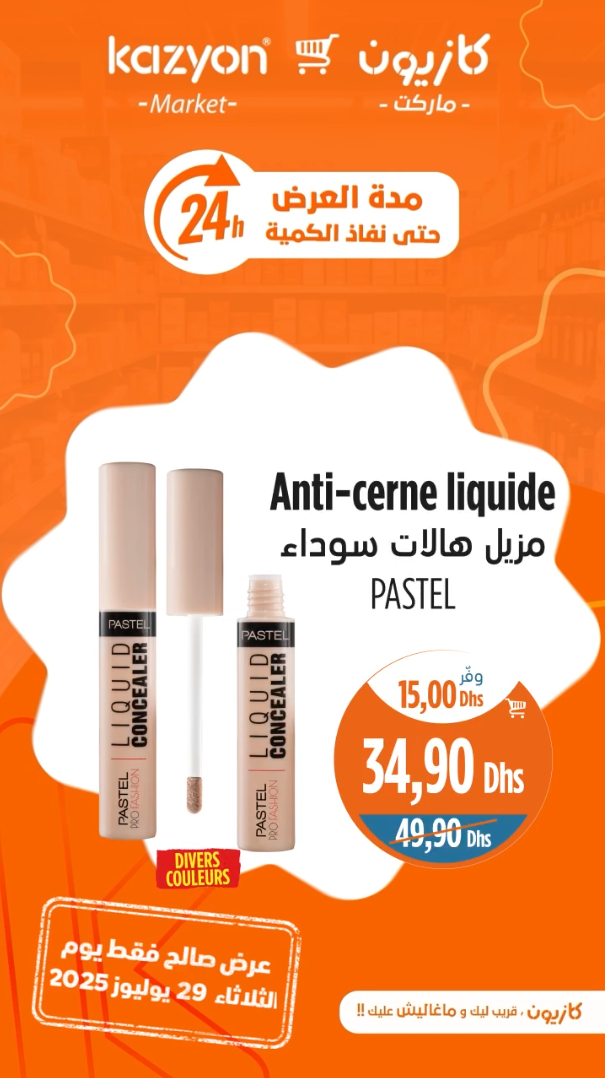 kazyon® كازيون
-Market- - ماركت -
24h
مدة العرض
حتى نفاذ الكمية
Anti-cerne liquide
مزيل هالات سوداء
PASTEL
PASTEL
LIQUID
CONCEALER
PASTEL
PROFASHION
PASTEL
LIQUID
CONCEALER
PASTEL
PROFASHION
DIVERS
COULEURS
وفّر
15,00 Dhs
34,90 Dhs
49,90 Dhs
عرض صالح فقط يوم
الثلاثاء 29 يوليوز 2025
كازيون ، قريب ليك و ماغاليش عليك !!